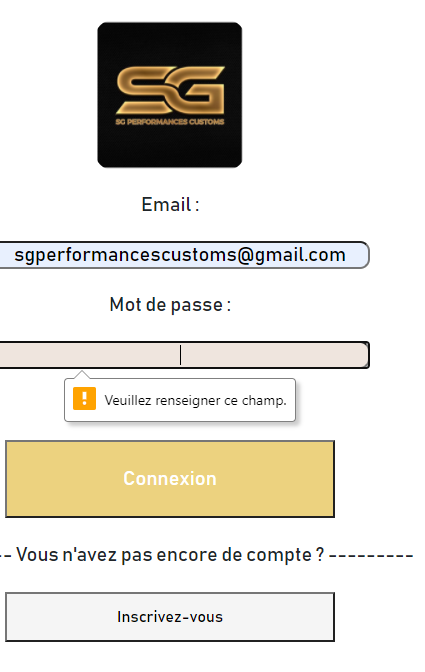 SG
SG PERFORMANCES CUSTOMS
Email :
sgperformancescustoms@gmail.com
Mot de passe :
! Veuillez renseigner ce champ.
Connexion
-- Vous n'avez pas encore de compte ? ---------
Inscrivez-vous